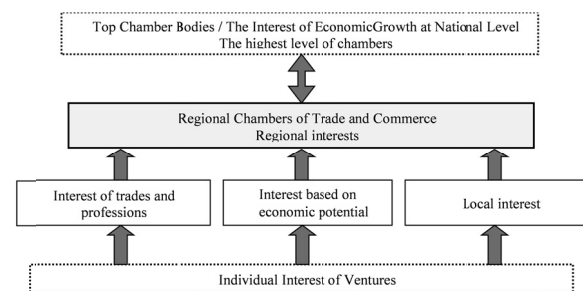 Top Chamber Bodies / The Interest of EconomicGrowth at National Level
The highest level of chambers
Regional Chambers of Trade and Commerce
Regional interests
Interest of trades and
professions
Interest based on
economic potential
Local interest
Individual Interest of Ventures